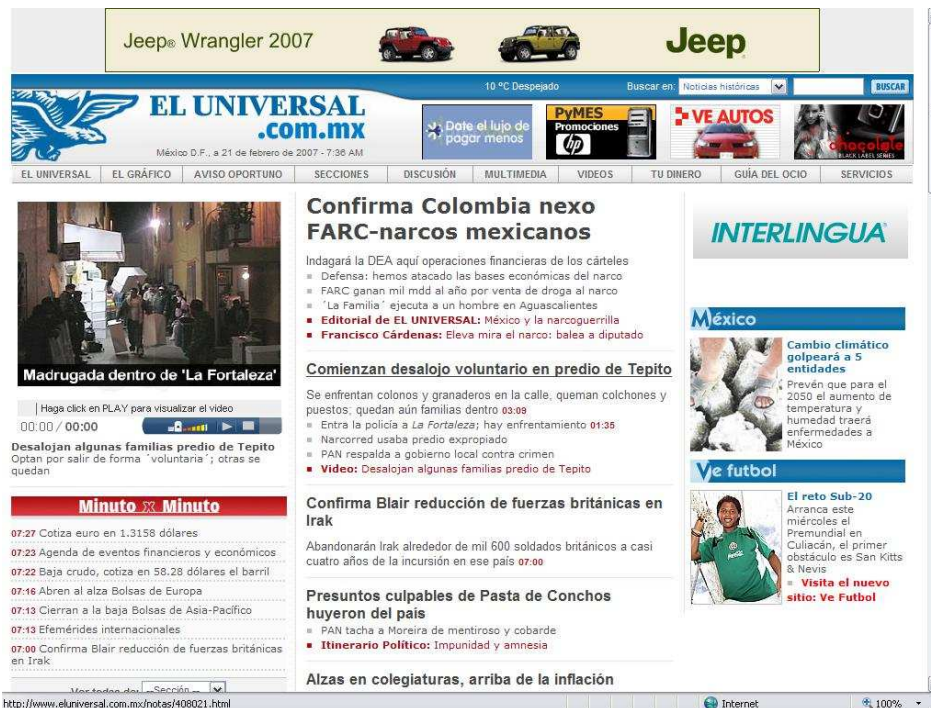 Jeep® Wrangler 2007
Jeep
10 ºC Despejado
Buscar en: Noticias históricas
BUSCAR
EL UNIVERSAL
.com.mx
México D.F., a 21 de febrero de 2007 - 7:36 AM
Date el lujo de
pagar menos
PyMES
Promociones
hp
VE AUTOS
chocolate
BLACK LABEL SERIES
EL UNIVERSAL
EL GRÁFICO
AVISO OPORTUNO
SECCIONES
DISCUSIÓN
MULTIMEDIA
VIDEOS
TU DINERO
GUÍA DEL OCIO
SERVICIOS
Madrugada dentro de 'La Fortaleza'
Haga click en PLAY para visualizar el video
00:00 / 00:00
Desalojan algunas familias predio de Tepito
Optan por salir de forma ´voluntaria´; otras se
quedan
Minuto x Minuto
07:27 Cotiza euro en 1.3158 dólares
07:23 Agenda de eventos financieros y económicos
07:22 Baja crudo, cotiza en 58.28 dólares el barril
07:16 Abren al alza Bolsas de Europa
07:13 Cierran a la baja Bolsas de Asia-Pacífico
07:13 Efemérides internacionales
07:00 Confirma Blair reducción de fuerzas británicas
en Irak
Ver todas de: --Sección --
Confirma Colombia nexo
FARC-narcos mexicanos
Indagará la DEA aquí operaciones financieras de los cárteles
Defensa: hemos atacado las bases económicas del narco
FARC ganan mil mdd al año por venta de droga al narco
´La Familia´ ejecuta a un hombre en Aguascalientes
Editorial de EL UNIVERSAL: México y la narcoguerrilla
Francisco Cárdenas: Eleva mira el narco: balea a diputado
Comienzan desalojo voluntario en predio de Tepito
Se enfrentan colonos y granaderos en la calle, queman colchones y
puestos; quedan aún familias dentro 03:09
Entra la policía a La Fortaleza; hay enfrentamiento 01:35
Narcorred usaba predio expropiado
PAN respalda a gobierno local contra crimen
Video: Desalojan algunas familias predio de Tepito
Confirma Blair reducción de fuerzas británicas en
Irak
Abandonarán Irak alrededor de mil 600 soldados británicos a casi
cuatro años de la incursión en ese país 07:00
Presuntos culpables de Pasta de Conchos
huyeron del país
PAN tacha a Moreira de mentiroso y cobarde
Itinerario Político: Impunidad y amnesia
Alzas en colegiaturas, arriba de la inflación
INTERLINGUA
México
Cambio climático
golpeará a 5
entidades
Prevén que para el
2050 el aumento de
temperatura y
humedad traerá
enfermedades a
México
Ve futbol
El reto Sub-20
Arranca este
miércoles el
Premundial en
Culiacán, el primer
obstáculo es San Kitts
& Nevis
Visita el nuevo
sitio: Ve Futbol
http://www.eluniversal.com.mx/notas/408021.html
Internet
100%